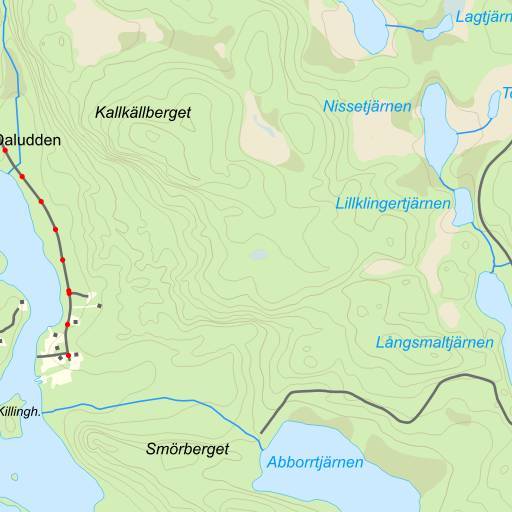 Lagtjärn
Nissetjärnen
Kallkällberget
Daludden
Lillklingertjärnen
Långsmaltjärnen
Killingh.
Smörberget
Abborrtjärnen